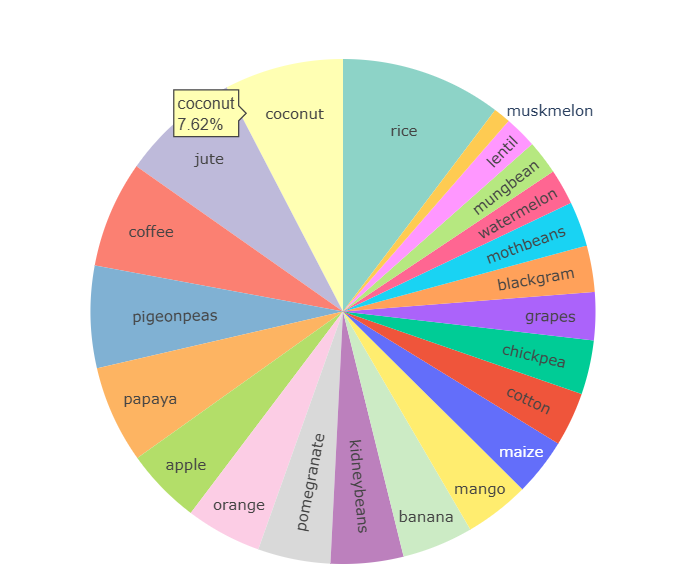 coconut
7.62%
coconut
rice
muskmelon
lentil
mungbean
watermelon
mothbeans
blackgram
grapes
chickpea
cotton
maize
mango
banana
kidneybeans
pomegranate
orange
apple
papaya
pigeonpeas
coffee
jute